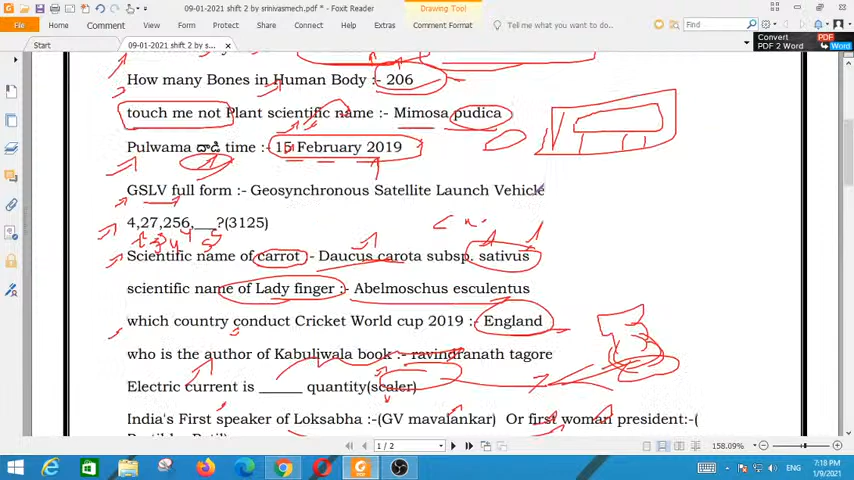 09-01-2021 shift 2 by srinivasmech.pdf * - Foxit Reader
Drawing Tool
File Home Comment View Form Protect Share Help Extras Comment Format Tell me what you want to do... Find
Convert PDF
PDF 2 Word Word
Start 09-01-2021 shift 2 by s...
How many Bones in Human Body :- 206
touch me not Plant scientific name :- Mimosa pudica
Pulwama దాడి time :- 15 February 2019
GSLV full form :- Geosynchronous Satellite Launch Vehicle
4,27,256,___?(3125)
Scientific name of carrot :- Daucus carota subsp. sativus
scientific name of Lady finger :- Abelmoschus esculentus
which country conduct Cricket World cup 2019 :- England
who is the author of Kabuliwala book :- ravindranath tagore
Electric current is ______ quantity(scaler)
India's First speaker of Loksabha :-(GV mavalankar) Or first woman president:-(
1 / 2 158.09%
ENG 7:18 PM
1/9/2021